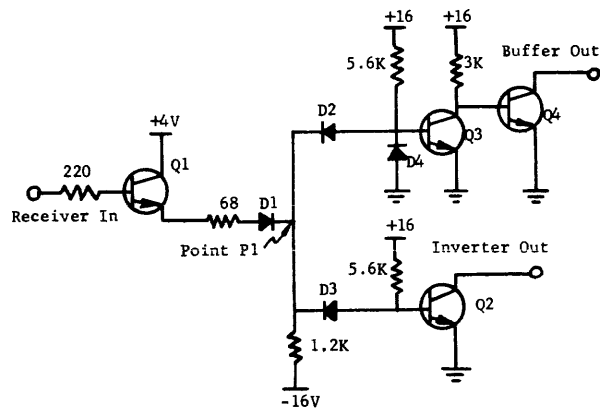 +16
+16
5.6K
3K
Buffer Out
D2
Q3
Q4
D4
+4V
220
Q1
Receiver In
68
D1
Point P1
+16
Inverter Out
5.6K
D3
Q2
1.2K
-16V